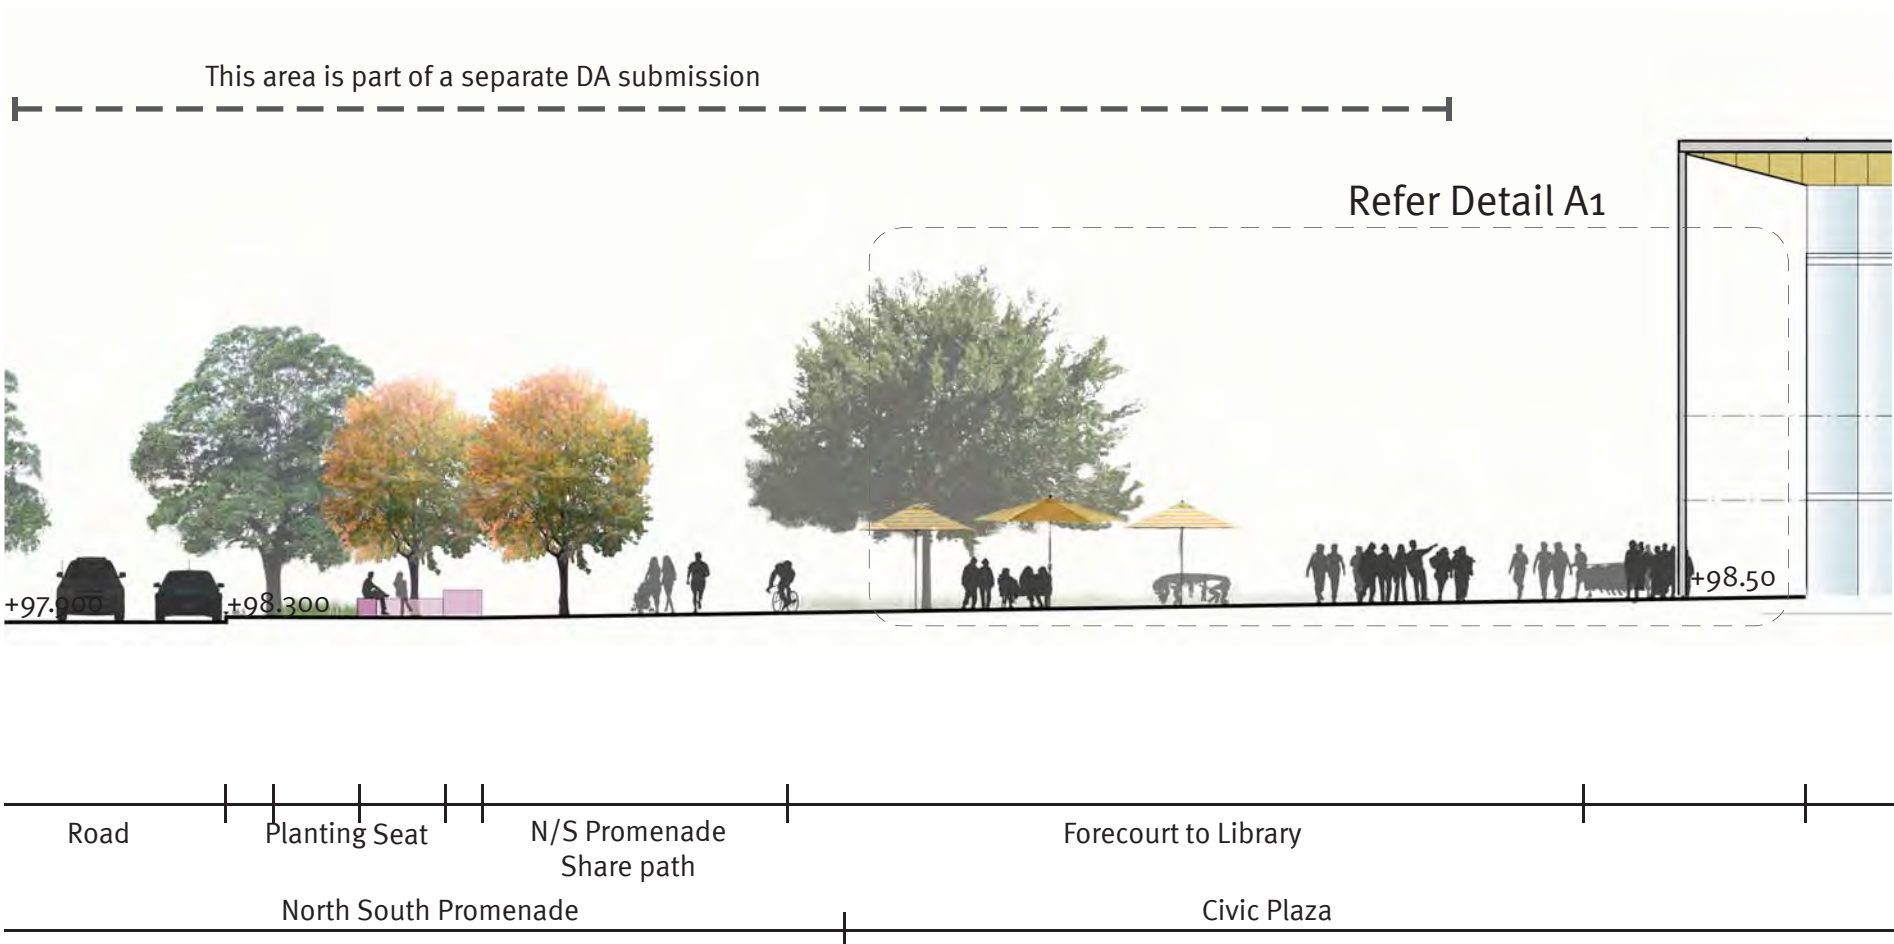 This area is part of a separate DA submission
Refer Detail A1
+97.900
+98.300
+98.50
Road
Planting
Seat
N/S Promenade
Share path
Forecourt to Library
North South Promenade
Civic Plaza